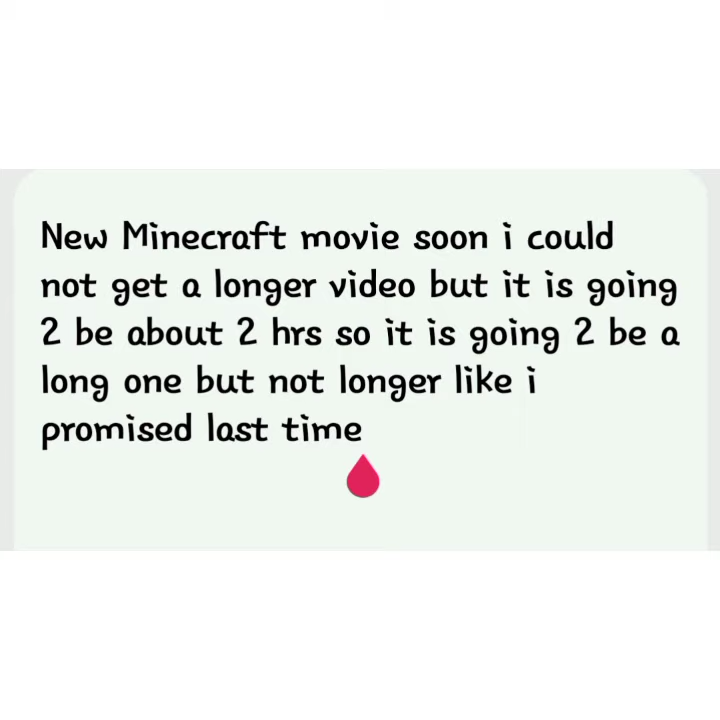 New Minecraft movie soon i could
not get a longer video but it is going
2 be about 2 hrs so it is going 2 be a
long one but not longer like i
promised last time